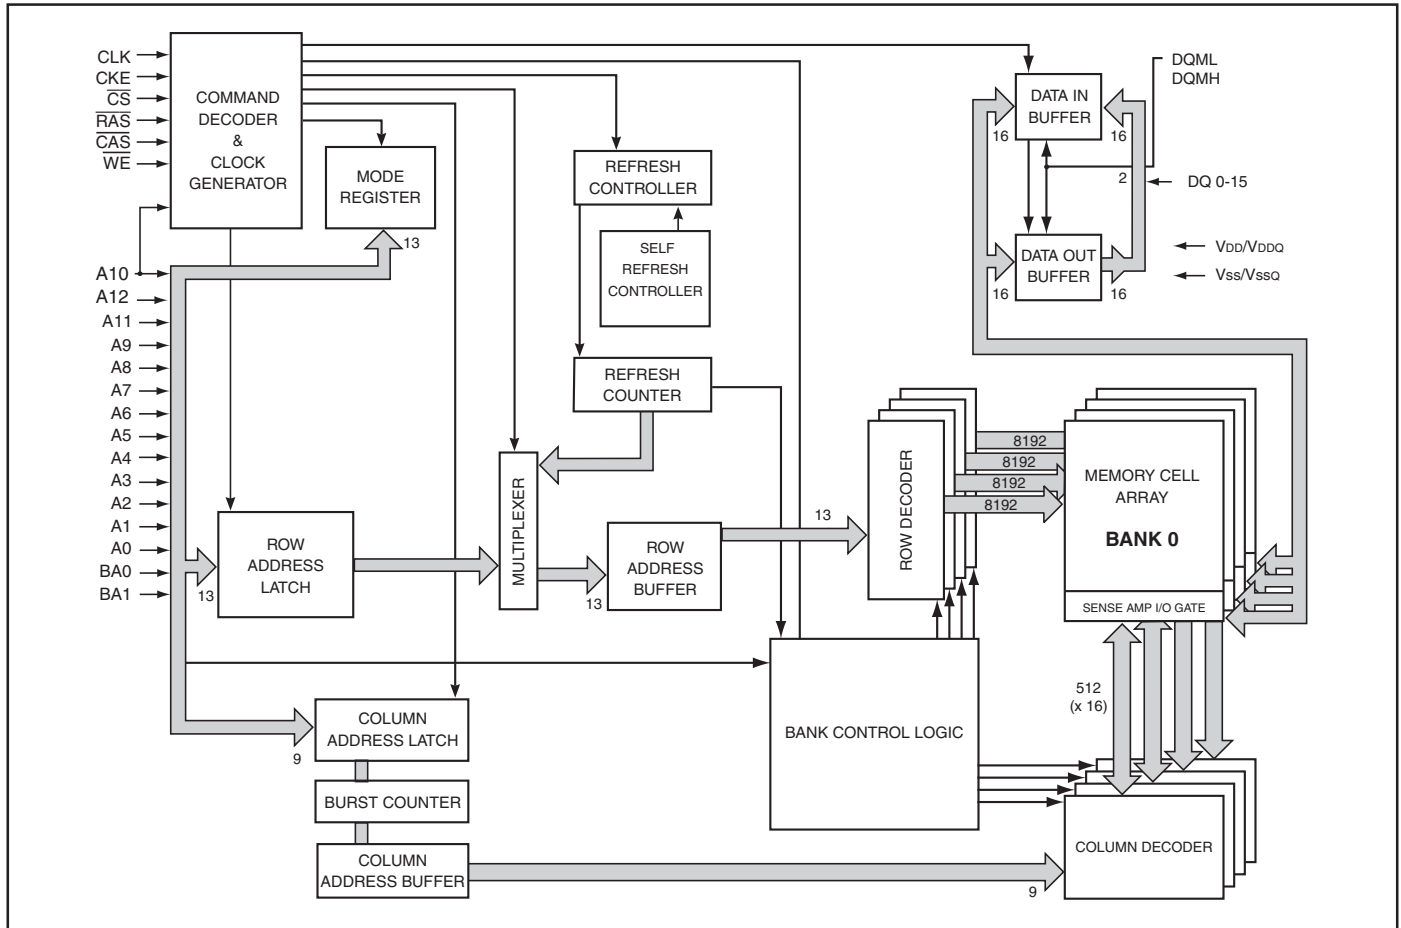 CLK
CKE
CS
RAS
CAS
WE
A10
A12
A11
A9
A8
A7
A6
A5
A4
A3
A2
A1
A0
BA0
BA1
COMMAND
DECODER
&
CLOCK
GENERATOR
MODE
REGISTER
13
REFRESH
CONTROLLER
SELF
REFRESH
CONTROLLER
REFRESH
COUNTER
DATA IN
BUFFER
16
16
DQML
DQMH
2
DQ 0-15
DATA OUT
BUFFER
16
16
VDD/VDDQ
Vss/VssQ
13
ROW
ADDRESS
LATCH
MULTIPLEXER
13
ROW
ADDRESS
BUFFER
13
ROW DECODER
8192
8192
8192
8192
MEMORY CELL
ARRAY
BANK 0
SENSE AMP I/O GATE
512
(x 16)
BANK CONTROL LOGIC
9
COLUMN
ADDRESS LATCH
BURST COUNTER
COLUMN
ADDRESS BUFFER
9
COLUMN DECODER